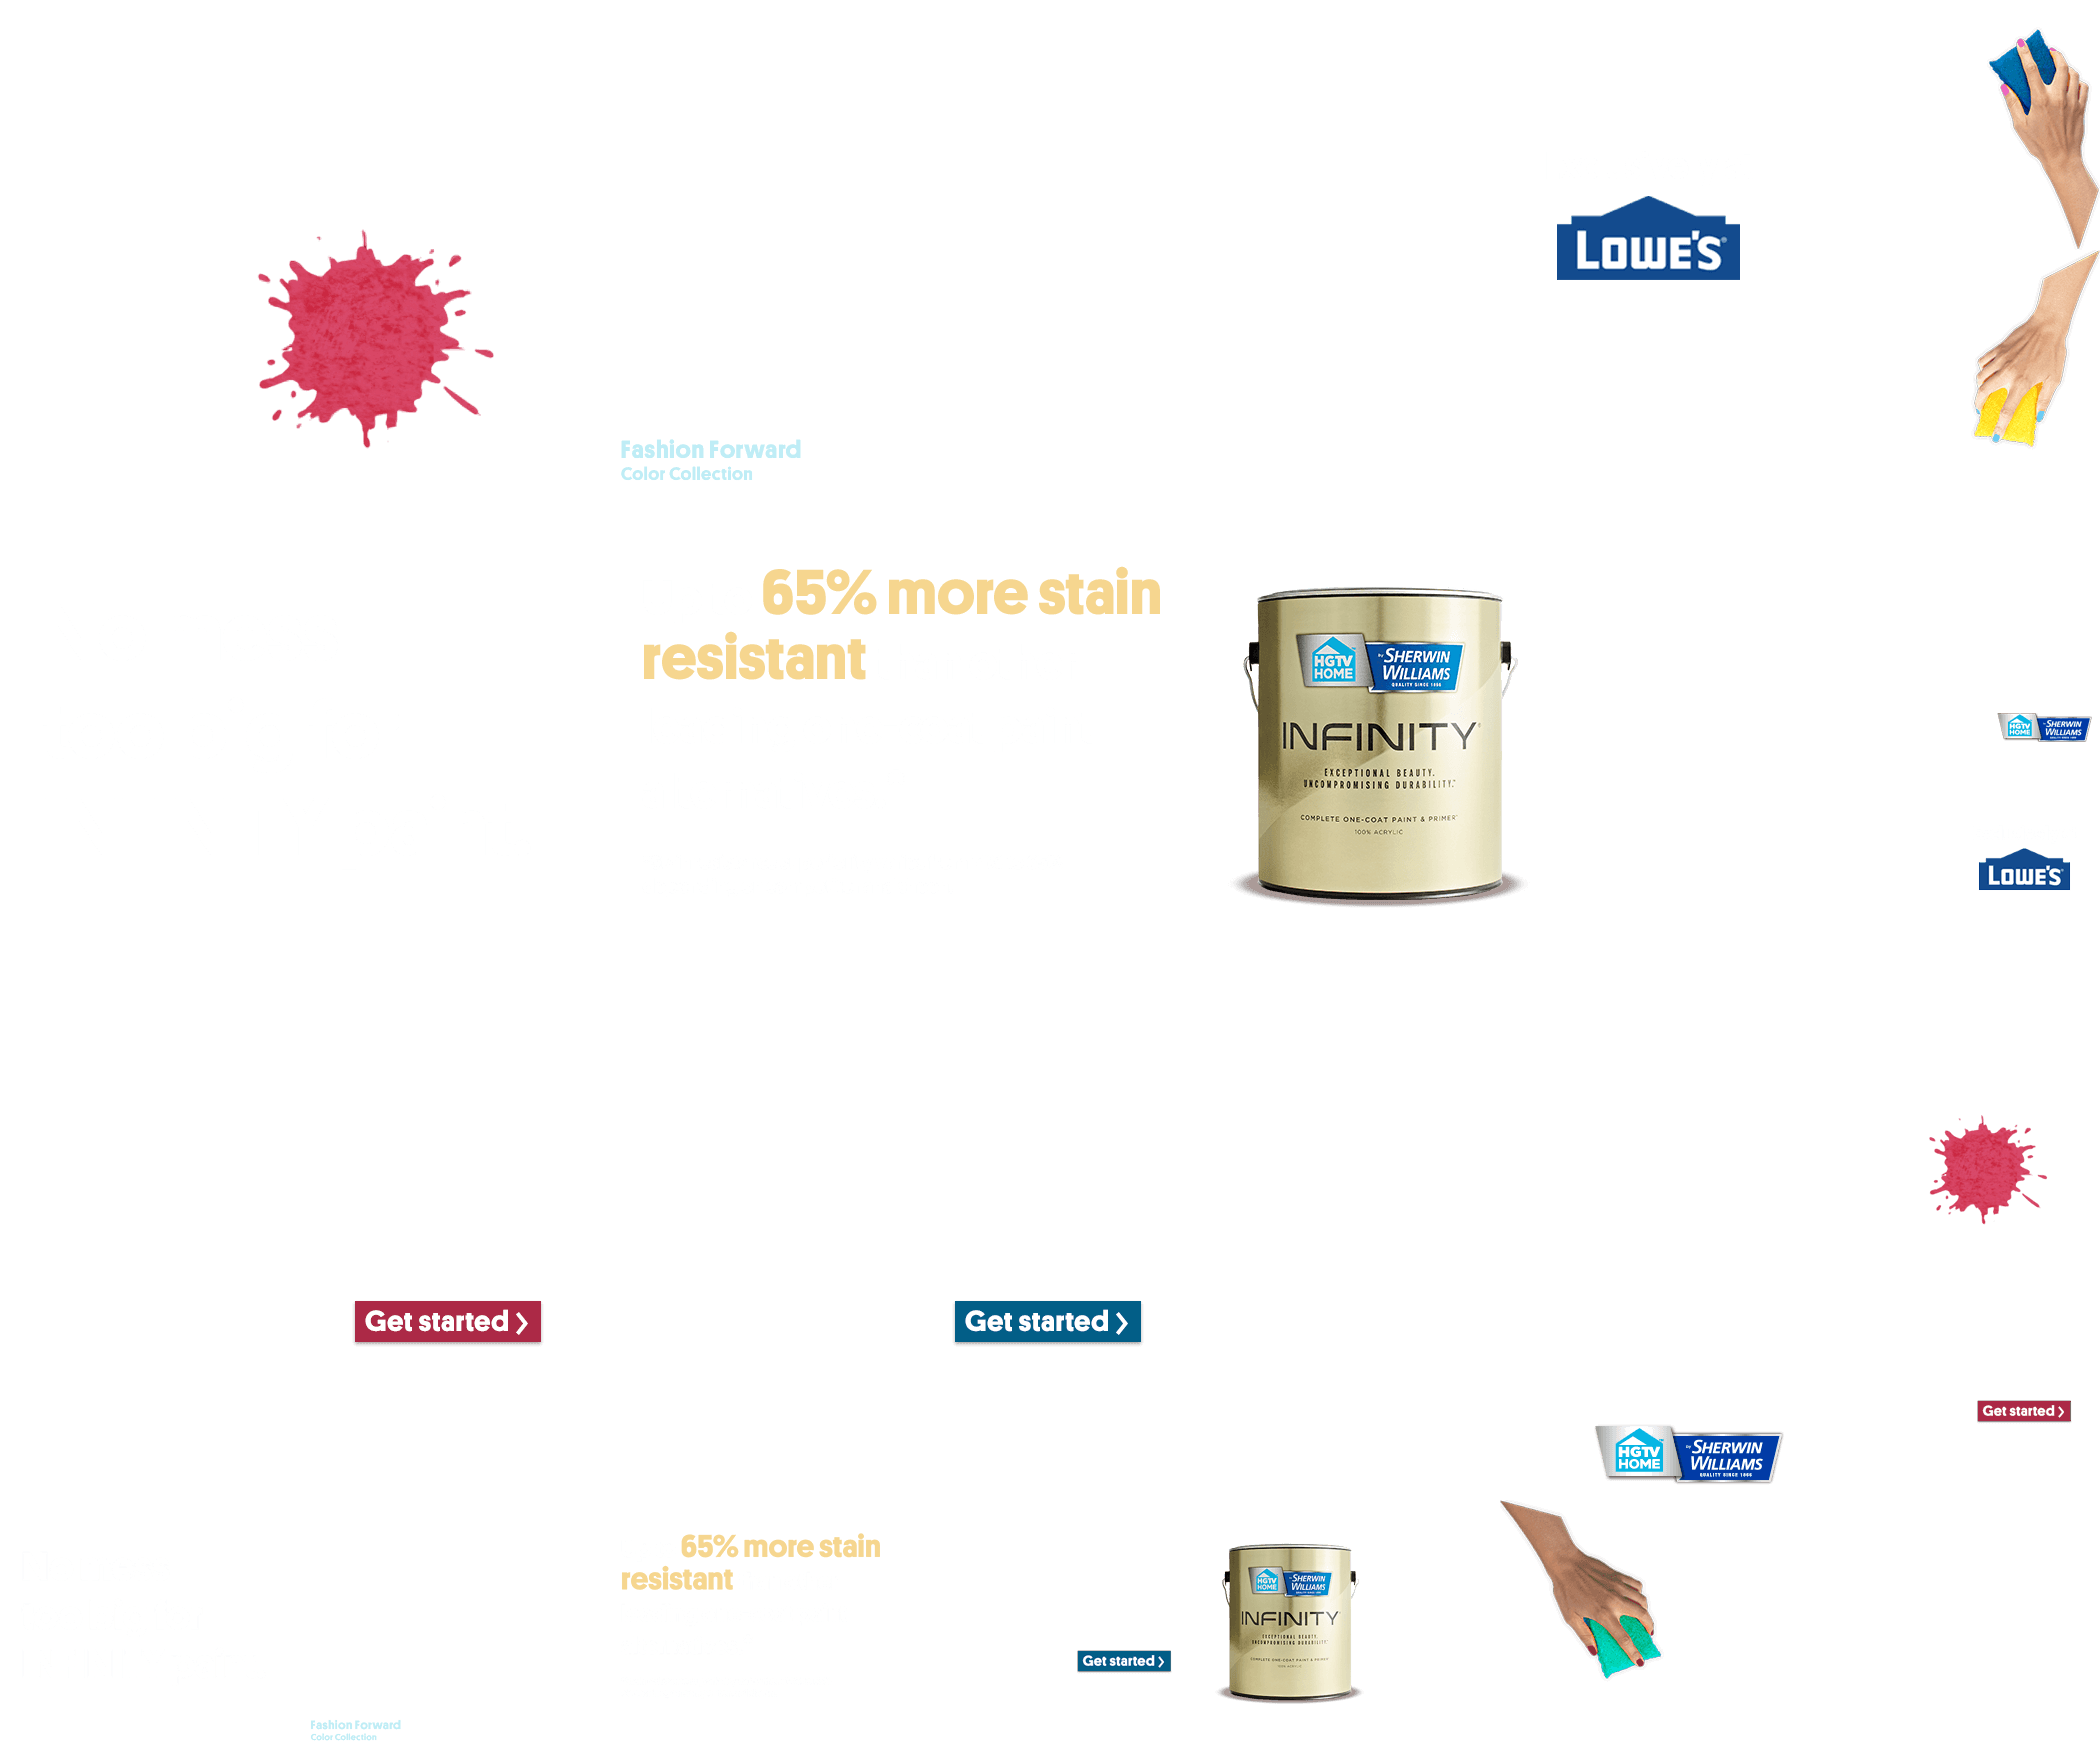 LOWE'S
Fashion Forward
Color Collection
65% more stain
resistant
HGTV
HOME
by SHERWIN
WILLIAMS
QUALITY SINCE 1866
INFINITY®
EXCEPTIONAL BEAUTY.
UNCOMPROMISING DURABILITY.™
COMPLETE ONE-COAT PAINT & PRIMER
100% ACRYLIC
HGTV
HOME
SHERWIN
WILLIAMS
LOWE'S
Get started >
Get started >
Get started >
HGTV
HOME
by SHERWIN
WILLIAMS
QUALITY SINCE 1866
65% more stain
resistant
Get started >
HGTV
HOME
SHERWIN
WILLIAMS
INFINITY
EXCEPTIONAL BEAUTY.
UNCOMPROMISING DURABILITY.
COMPLETE ONE-COAT PAINT & PRIMER
100% ACRYLIC
Fashion Forward
Color Collection